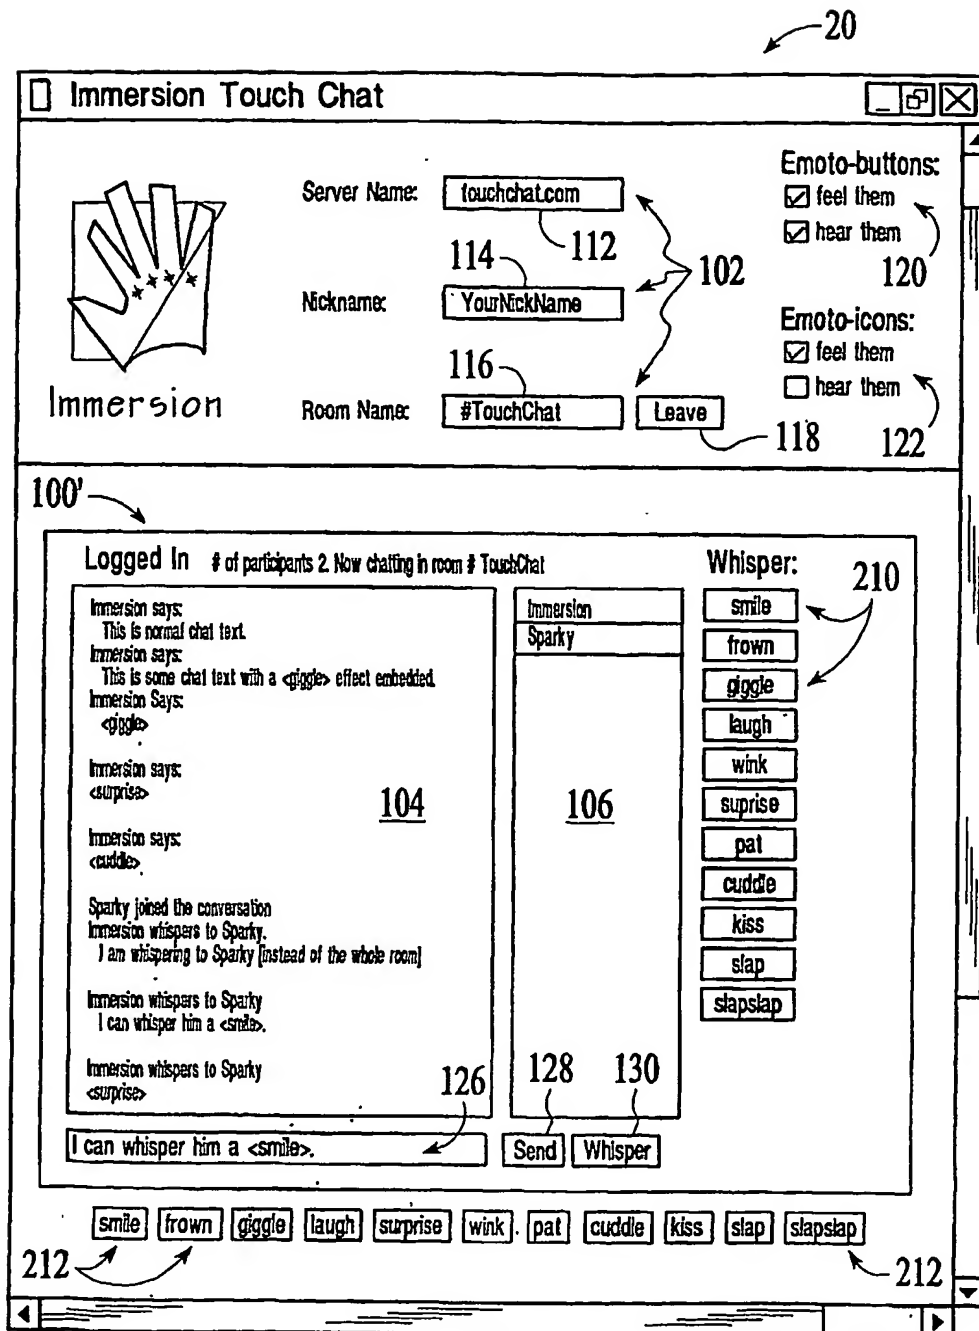 20
Immersion Touch Chat
Emoto-buttons:
feel them
hear them
120
Server Name:
touchchat.com
112
102
114
Nickname:
YourNickName
Emoto-icons:
feel them
hear them
122
116
Room Name:
#TouchChat
Leave
118
Immersion
100'
Logged In # of participants 2. Now chatting in room # TouchChat
Whisper:
210
Immersion says:
This is normal chat text.
Immersion says:
This is some chat text with a <giggle> effect embedded.
Immersion Says:
<giggle>
Immersion says:
<surprise>
Immersion says:
<cuddle>
Sparky joined the conversation
Immersion whispers to Sparky.
I am whispering to Sparky [instead of the whole room]
Immersion whispers to Sparky
I can whisper him a <smile>.
Immersion whispers to Sparky
<surprise>
104
Immersion
Sparky
106
smile
frown
giggle
laugh
wink
suprise
pat
cuddle
kiss
slap
slapslap
126
128
130
I can whisper him a <smile>.
Send
Whisper
smile frown giggle laugh surprise wink pat cuddle kiss slap slapslap
212
212